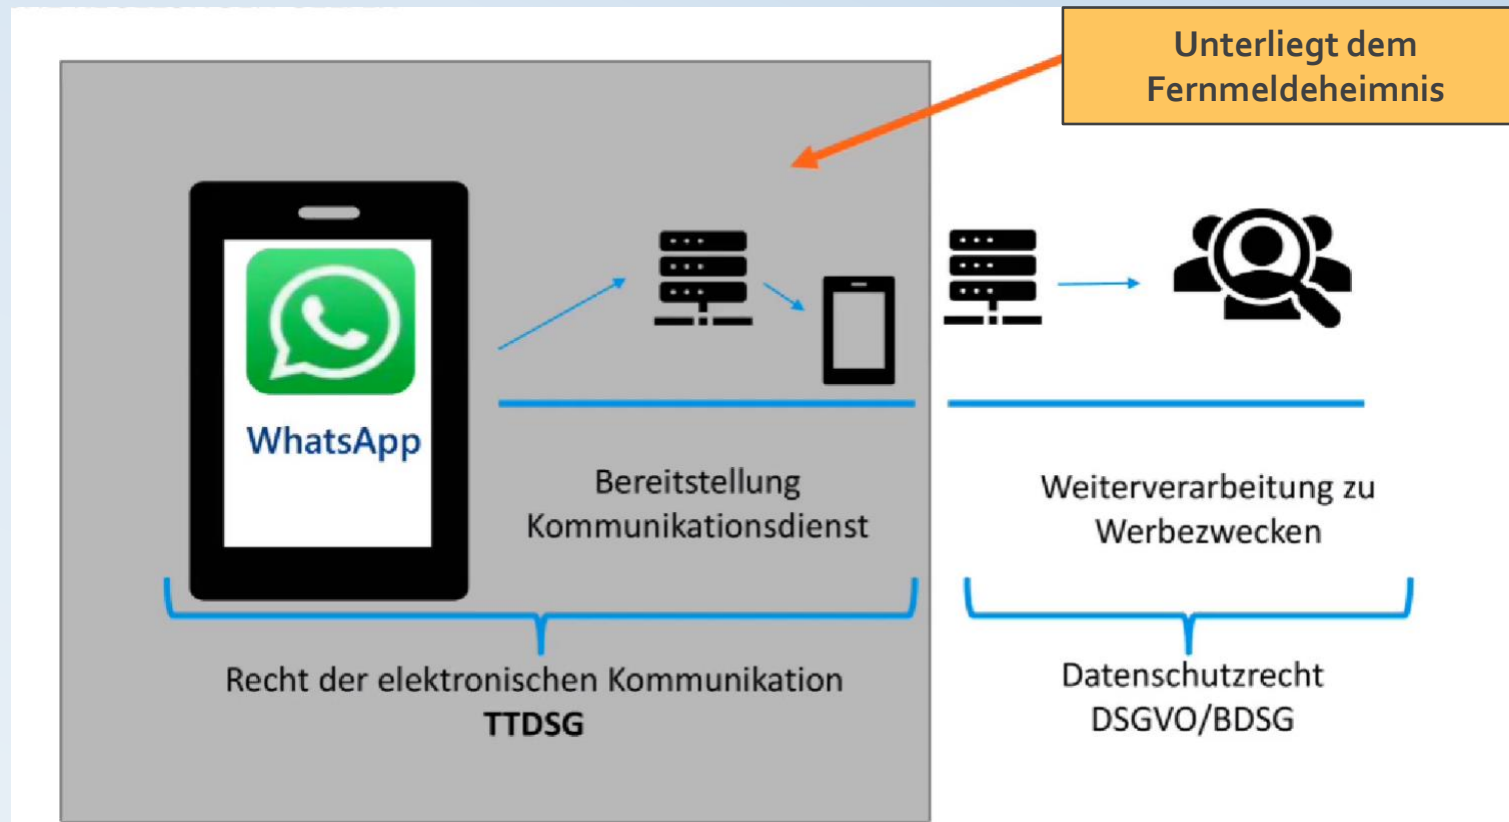 Unterliegt dem
Fernmeldeheimnis
WhatsApp
Bereitstellung
Kommunikationsdienst
Weiterverarbeitung zu
Werbezwecken
Recht der elektronischen Kommunikation
TTDSG
Datenschutzrecht
DSGVO/BDSG